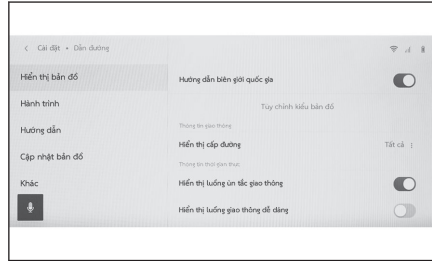 Cài đặt • Dẫn đường
Hiển thị bản đồ
Hành trình
Hướng dẫn
Cập nhật bản đồ
Khác
Hướng dẫn biên giới quốc gia
Tùy chỉnh kiểu bản đồ
Thông tin giao thông
Hiển thị cấp đường
Tất cả
Thông tin thời gian thực
Hiển thị luồng ùn tắc giao thông
Hiển thị luồng giao thông dễ dàng